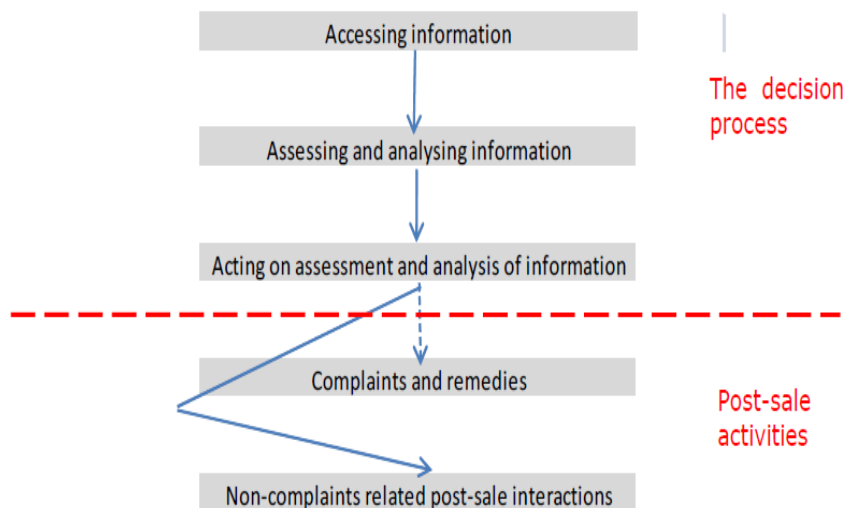 Accessing information
The decision
process
Assessing and analysing information
Acting on assessment and analysis of information
Complaints and remedies
Post-sale
activities
Non-complaints related post-sale interactions